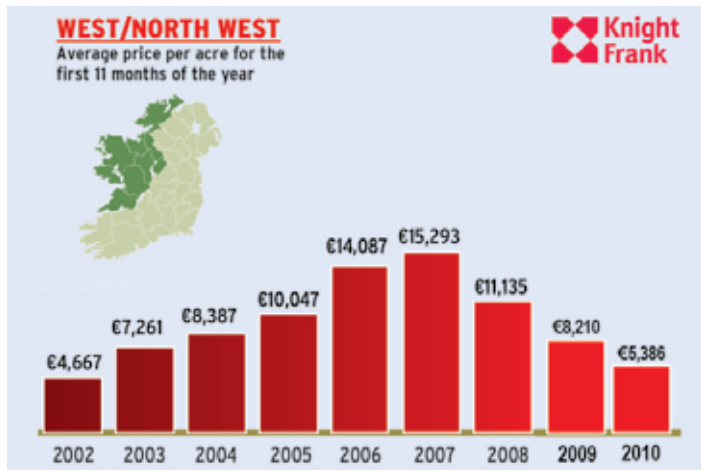 WEST/NORTH WEST
Average price per acre for the
first 11 months of the year
Knight
Frank
€4,667
€7,261
€8,387
€10,047
€14,087
€15,293
€11,135
€8,210
€5,386
2002 2003 2004 2005 2006 2007 2008 2009 2010